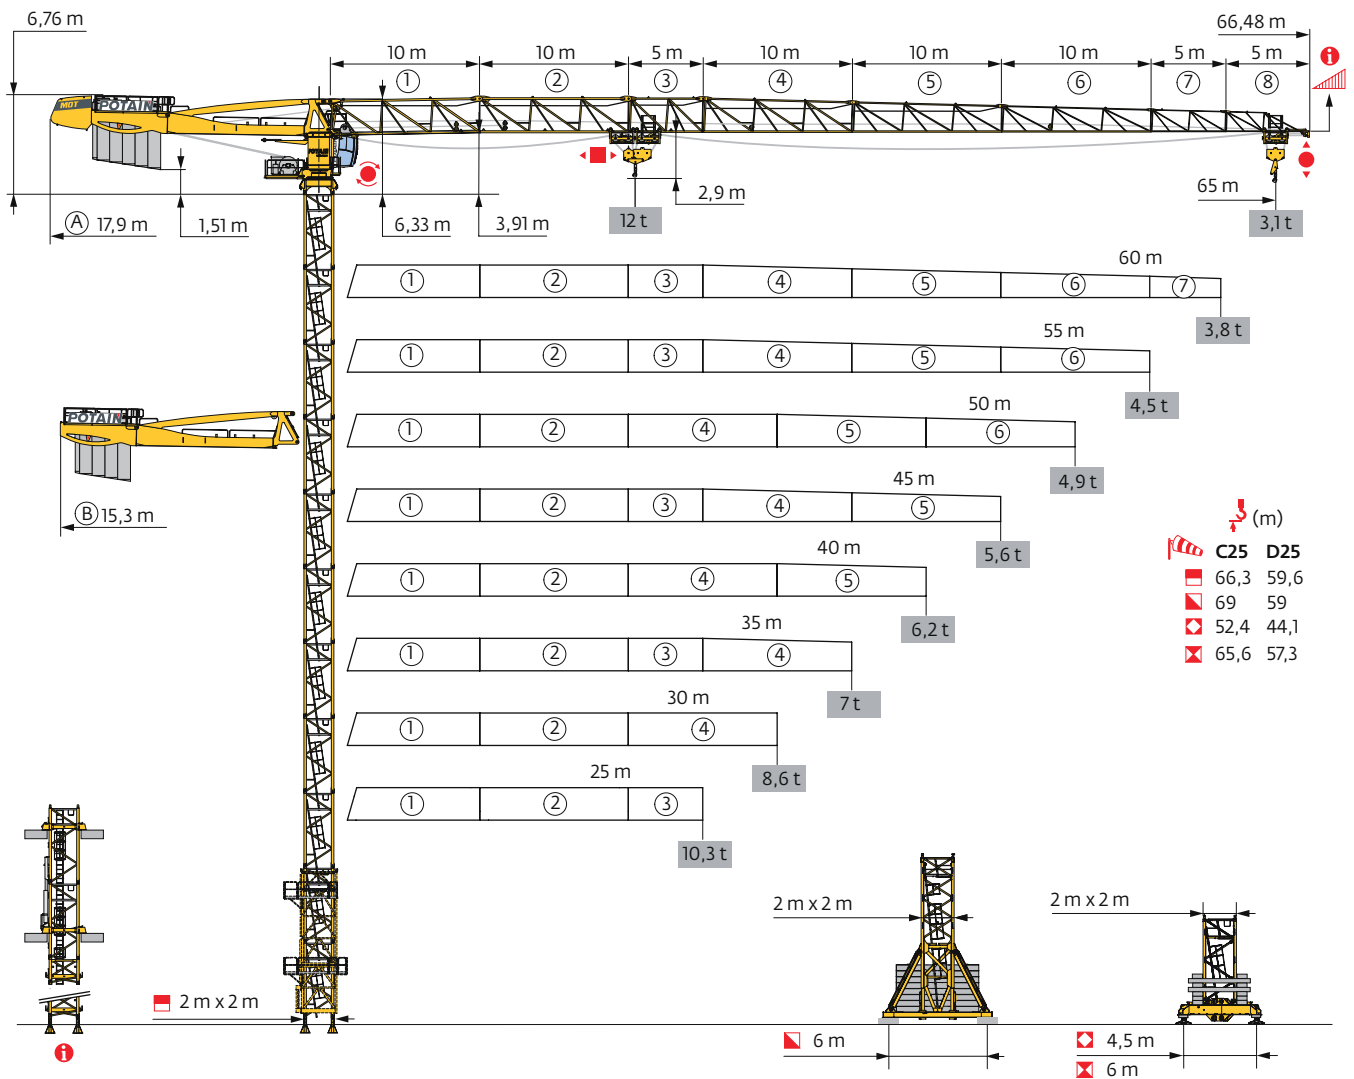 6,76 m
66,48 m
10 m 10 m 5 m 10 m 10 m 10 m 5 m 5 m
1 2 3 4 5 6 7 8
i
MDT POTAIN
POTAIN
A 17,9 m
1,51 m
6,33 m
3,91 m
2,9 m
12 t
65 m
3,1 t
60 m
1 2 3 4 5 6 7
3,8 t
55 m
1 2 3 4 5 6
4,5 t
50 m
1 2 4 5 6
4,9 t
POTAIN
B 15,3 m
45 m
1 2 3 4 5
5,6 t
40 m
1 2 4 5
6,2 t
35 m
1 2 3 4
7 t
30 m
1 2 4
8,6 t
25 m
1 2 3
10,3 t
(m)
C25 D25
66,3 59,6
69 59
52,4 44,1
65,6 57,3
2 m x 2 m
2 m x 2 m
2 m x 2 m
6 m
4,5 m
6 m
i